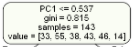 PC1 <= 0.537
gini = 0.815
samples = 143
value = [33, 55, 38, 43, 46, 14]